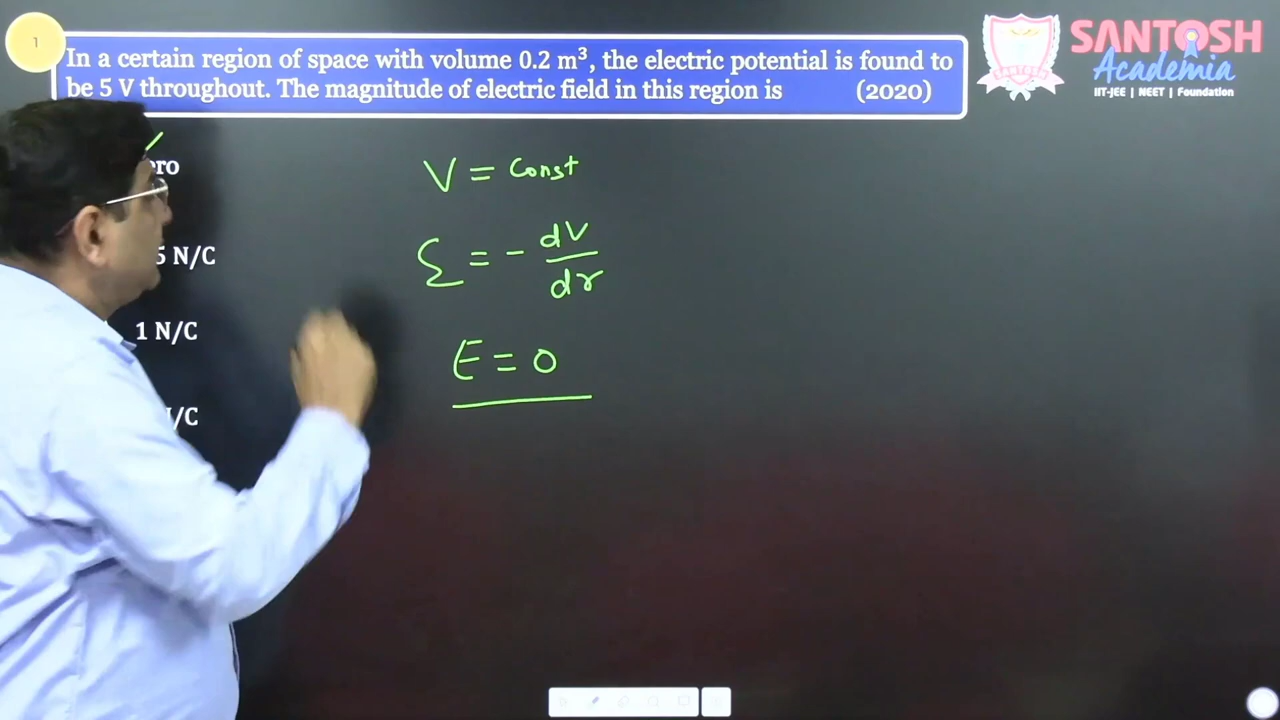 1
In a certain region of space with volume 0.2 m³, the electric potential is found to
be 5 V throughout. The magnitude of electric field in this region is (2020)
SANTOSH
Academia
IIT-JEE | NEET | Foundation
SANTOSH
V = Const
5 N/C
1 N/C
/C
Σ = - dV/dr
E = 0